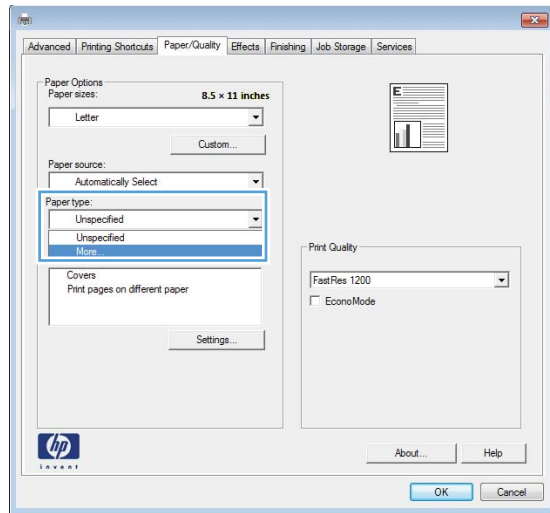 Advanced Printing Shortcuts Paper/Quality Effects Finishing Job Storage Services
Paper Options
Paper sizes: 8.5 × 11 inches
Letter
Custom...
Paper source:
Automatically Select
Paper type:
Unspecified
Unspecified
More...
Covers
Print pages on different paper
Settings...
E
Print Quality
FastRes 1200
EconoMode
hp
invent
About... Help
OK Cancel